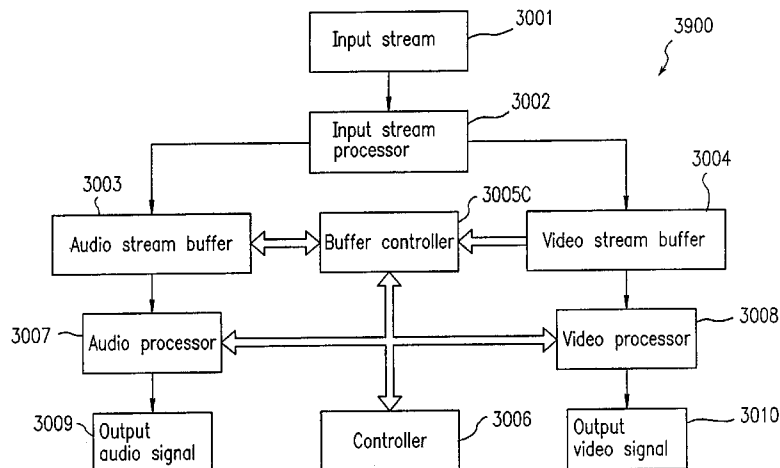 Input stream
3001
3900
Input stream
processor
3002
3003
3005C
3004
Audio stream buffer
Buffer controller
Video stream buffer
3007
Audio processor
Video processor
3008
3009
Output
audio signal
Controller
3006
Output
video signal
3010